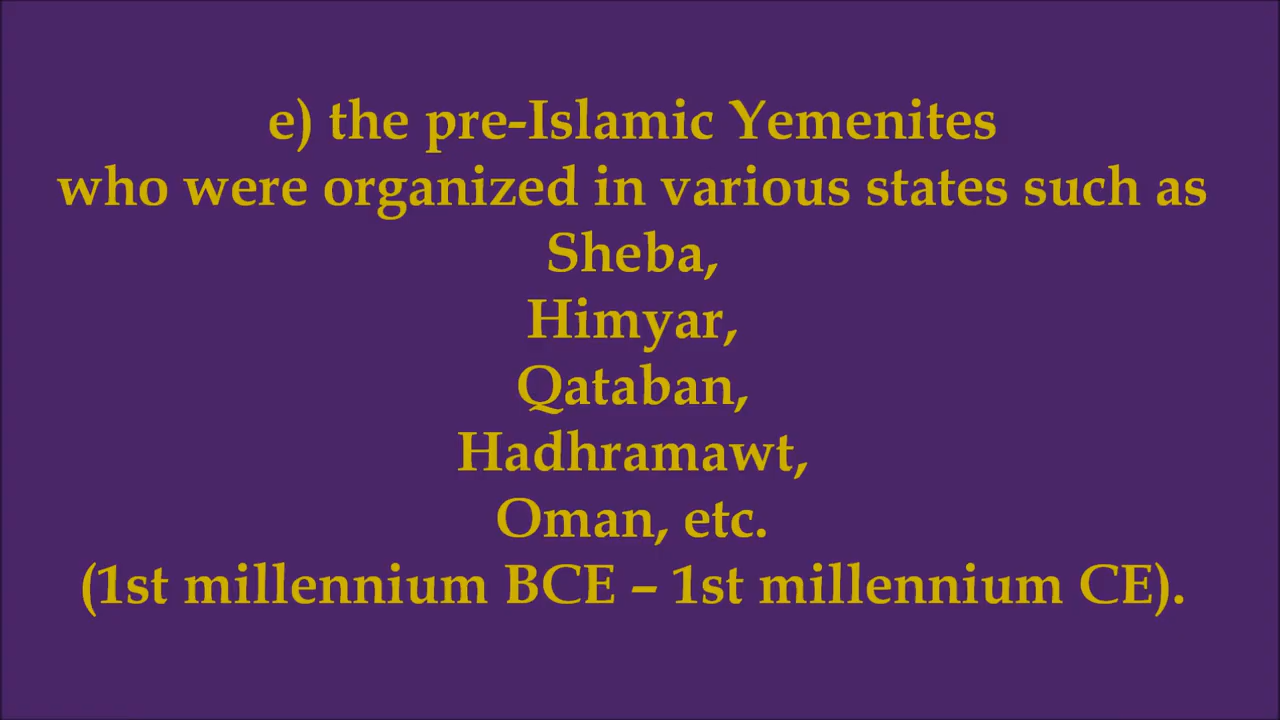 e) the pre-Islamic Yemenites
who were organized in various states such as
Sheba,
Himyar,
Qataban,
Hadhramawt,
Oman, etc.
(1st millennium BCE – 1st millennium CE).